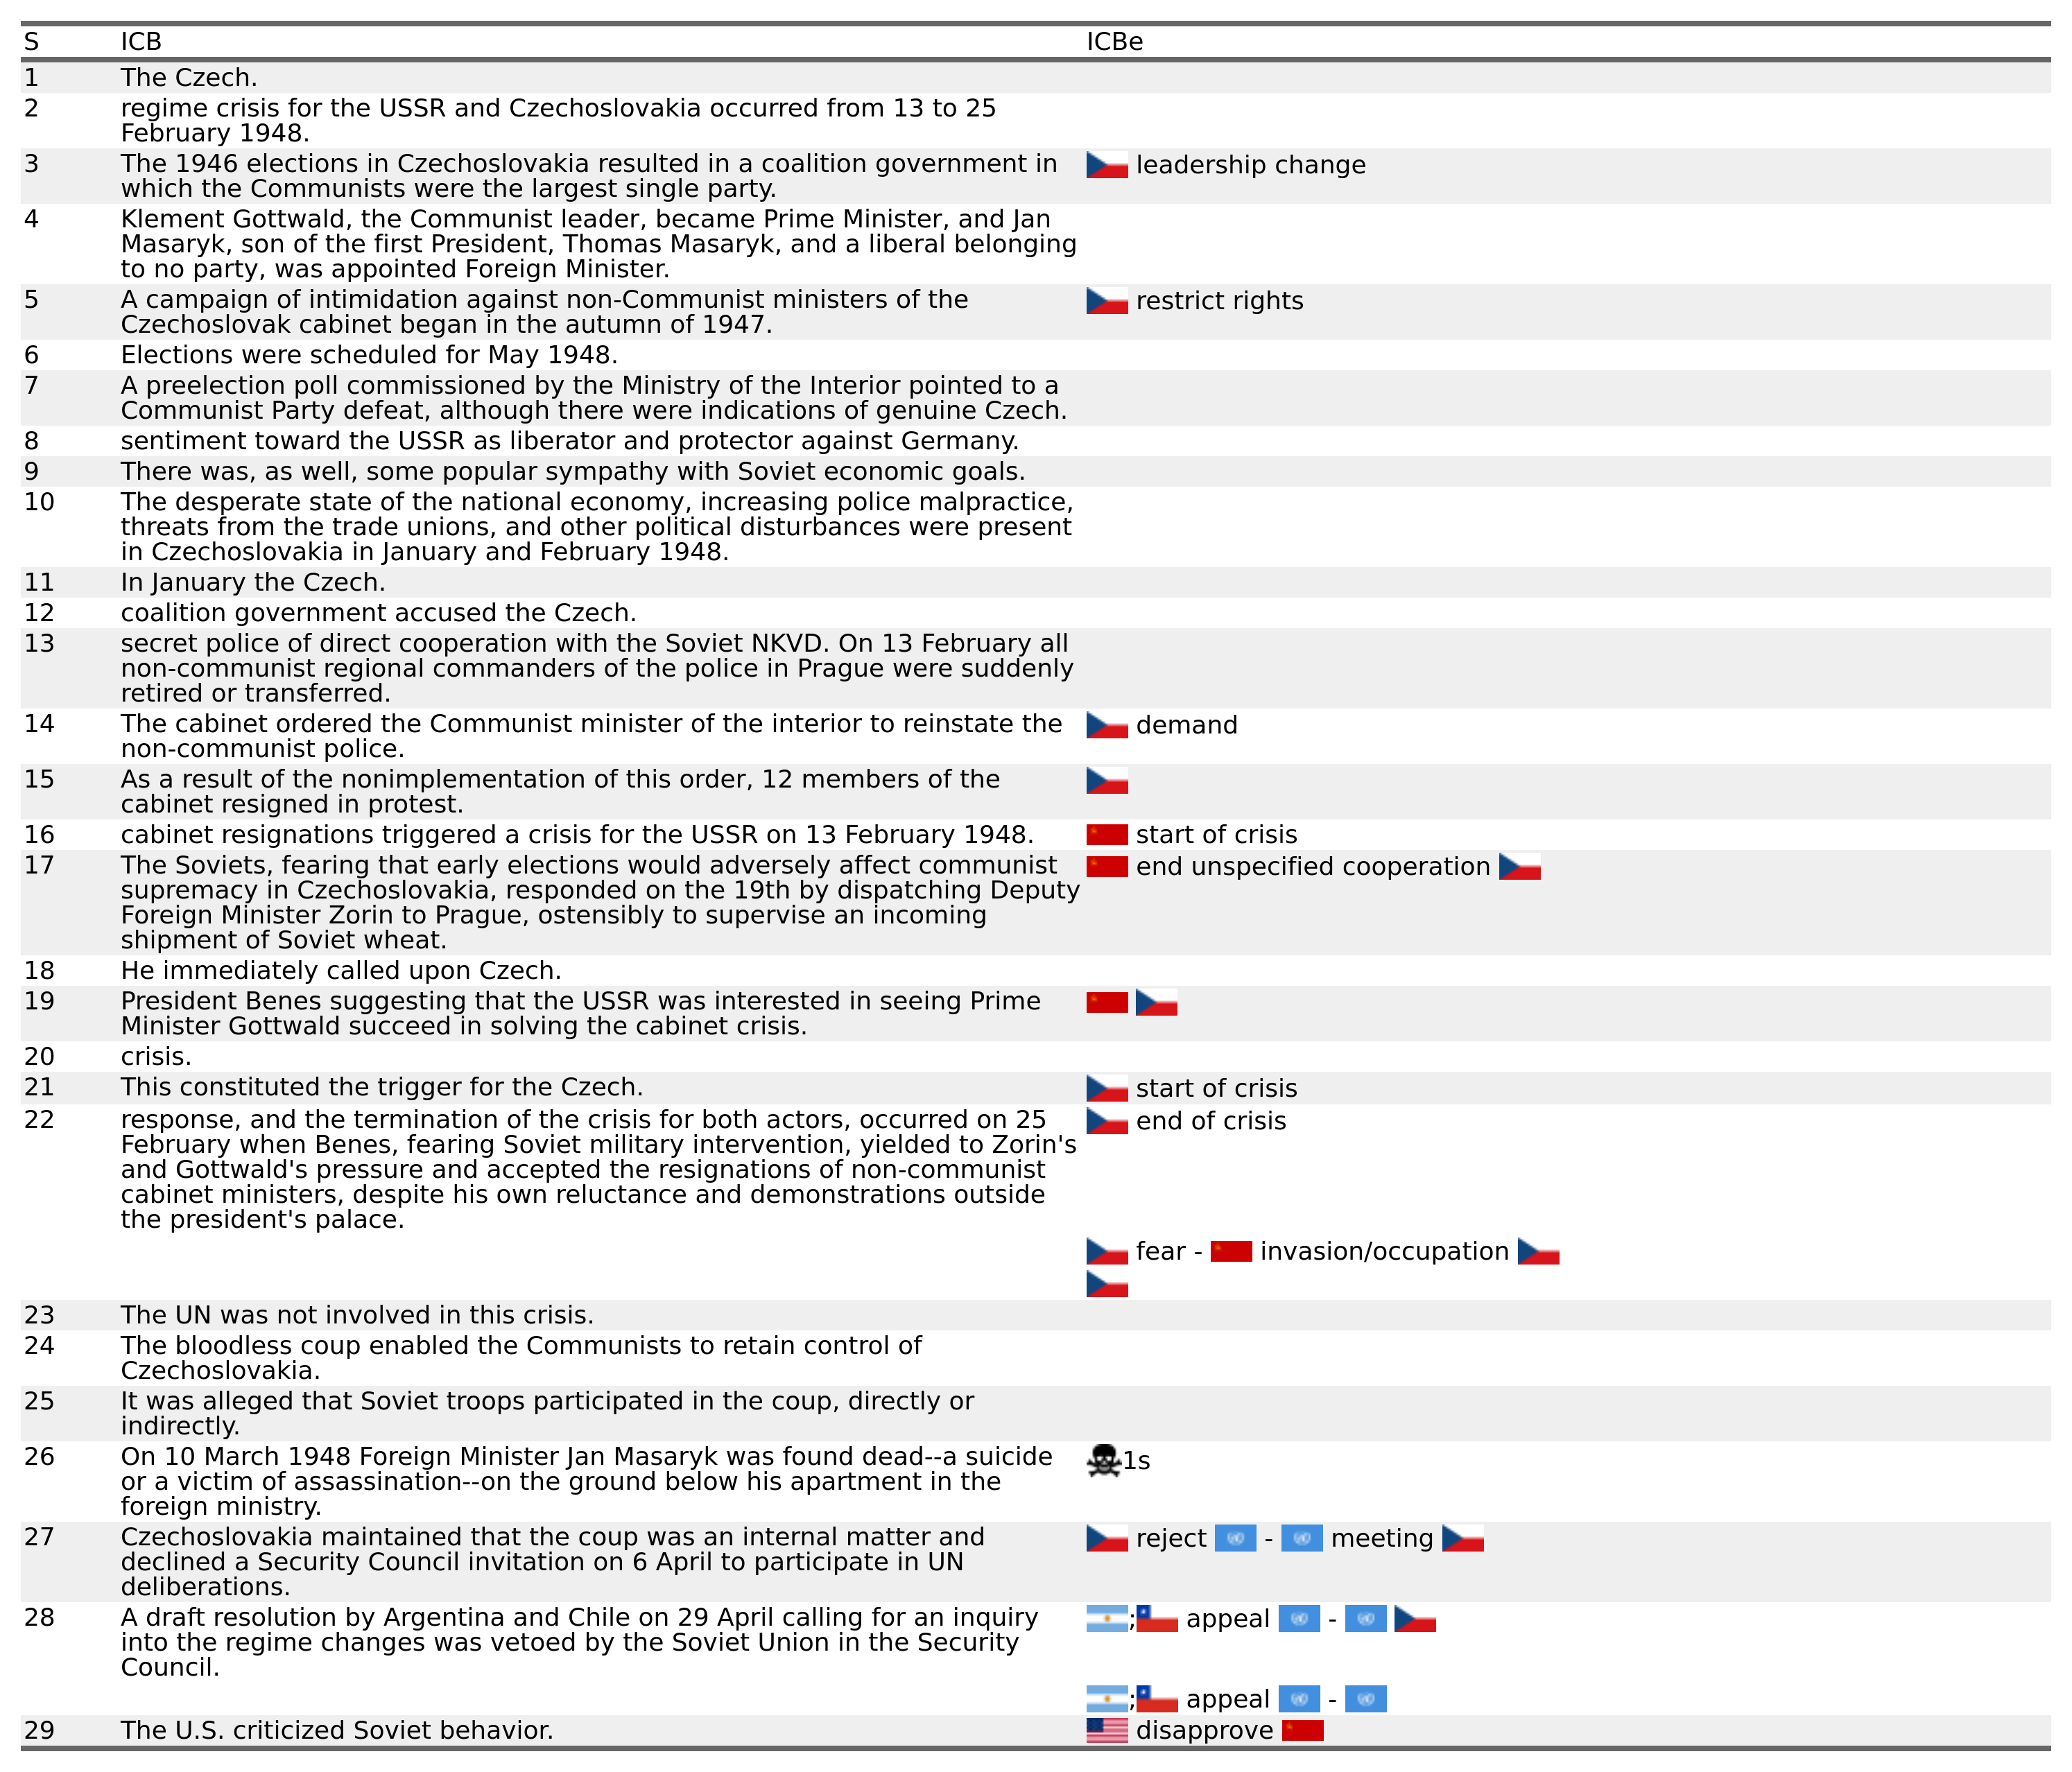 S ICB ICBe
1 The Czech.
2 regime crisis for the USSR and Czechoslovakia occurred from 13 to 25
February 1948.
3 The 1946 elections in Czechoslovakia resulted in a coalition government in leadership change
which the Communists were the largest single party.
4 Klement Gottwald, the Communist leader, became Prime Minister, and Jan
Masaryk, son of the first President, Thomas Masaryk, and a liberal belonging
to no party, was appointed Foreign Minister.
5 A campaign of intimidation against non-Communist ministers of the restrict rights
Czechoslovak cabinet began in the autumn of 1947.
6 Elections were scheduled for May 1948.
7 A preelection poll commissioned by the Ministry of the Interior pointed to a
Communist Party defeat, although there were indications of genuine Czech.
8 sentiment toward the USSR as liberator and protector against Germany.
9 There was, as well, some popular sympathy with Soviet economic goals.
10 The desperate state of the national economy, increasing police malpractice,
threats from the trade unions, and other political disturbances were present
in Czechoslovakia in January and February 1948.
11 In January the Czech.
12 coalition government accused the Czech.
13 secret police of direct cooperation with the Soviet NKVD. On 13 February all
non-communist regional commanders of the police in Prague were suddenly
retired or transferred.
14 The cabinet ordered the Communist minister of the interior to reinstate the demand
non-communist police.
15 As a result of the nonimplementation of this order, 12 members of the
cabinet resigned in protest.
16 cabinet resignations triggered a crisis for the USSR on 13 February 1948. start of crisis
17 The Soviets, fearing that early elections would adversely affect communist end unspecified cooperation
supremacy in Czechoslovakia, responded on the 19th by dispatching Deputy
Foreign Minister Zorin to Prague, ostensibly to supervise an incoming
shipment of Soviet wheat.
18 He immediately called upon Czech.
19 President Benes suggesting that the USSR was interested in seeing Prime
Minister Gottwald succeed in solving the cabinet crisis.
20 crisis.
21 This constituted the trigger for the Czech. start of crisis
22 response, and the termination of the crisis for both actors, occurred on 25 end of crisis
February when Benes, fearing Soviet military intervention, yielded to Zorin's
and Gottwald's pressure and accepted the resignations of non-communist
cabinet ministers, despite his own reluctance and demonstrations outside
the president's palace.
fear - invasion/occupation
23 The UN was not involved in this crisis.
24 The bloodless coup enabled the Communists to retain control of
Czechoslovakia.
25 It was alleged that Soviet troops participated in the coup, directly or
indirectly.
26 On 10 March 1948 Foreign Minister Jan Masaryk was found dead--a suicide 1s
or a victim of assassination--on the ground below his apartment in the
foreign ministry.
27 Czechoslovakia maintained that the coup was an internal matter and reject - meeting
declined a Security Council invitation on 6 April to participate in UN
deliberations.
28 A draft resolution by Argentina and Chile on 29 April calling for an inquiry ; appeal -
into the regime changes was vetoed by the Soviet Union in the Security
Council.
; appeal -
29 The U.S. criticized Soviet behavior. disapprove